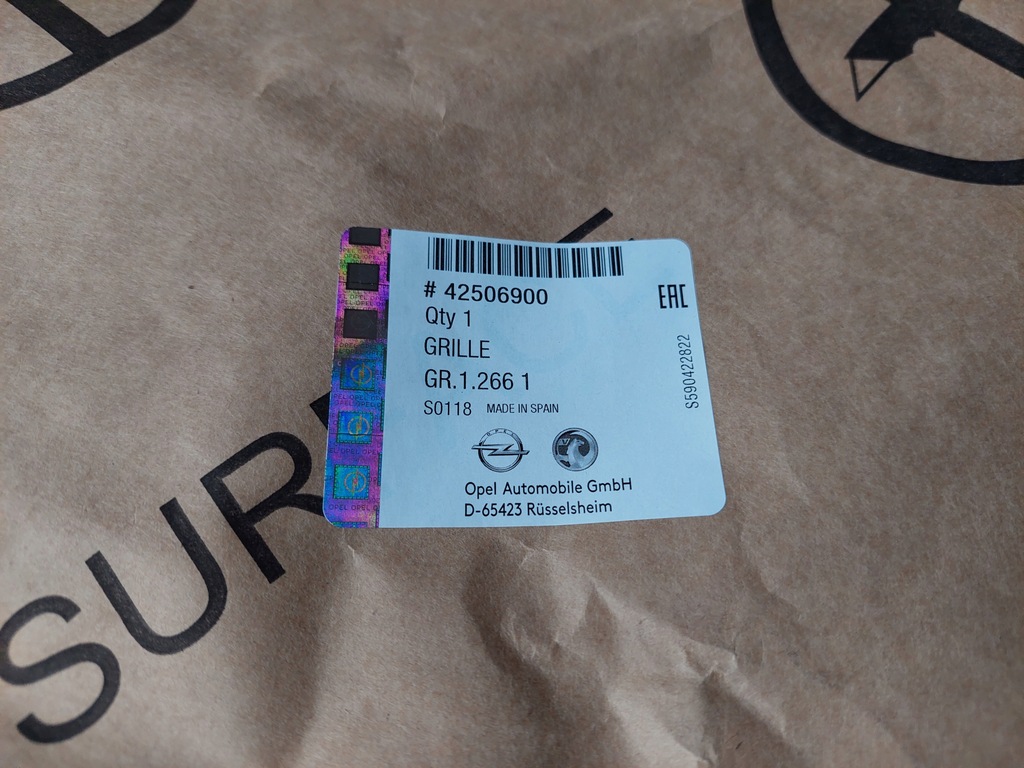 # 42506900
Qty 1
GRILLE
GR.1.266 1
S0118 MADE IN SPAIN
EAC
S590422822
OPEL
Opel Automobile GmbH
D-65423 Rüsselsheim
SUR